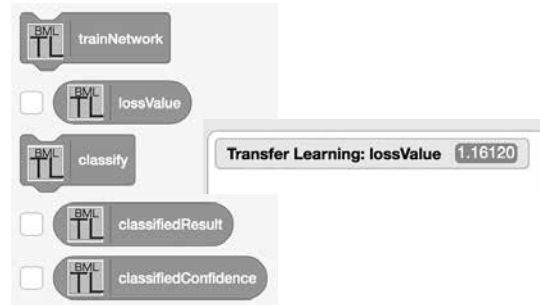 BML
TL
trainNetwork
BML
TL
lossValue
BML
TL
classify
Transfer Learning: lossValue 1.16120
BML
TL
classifiedResult
BML
TL
classifiedConfidence